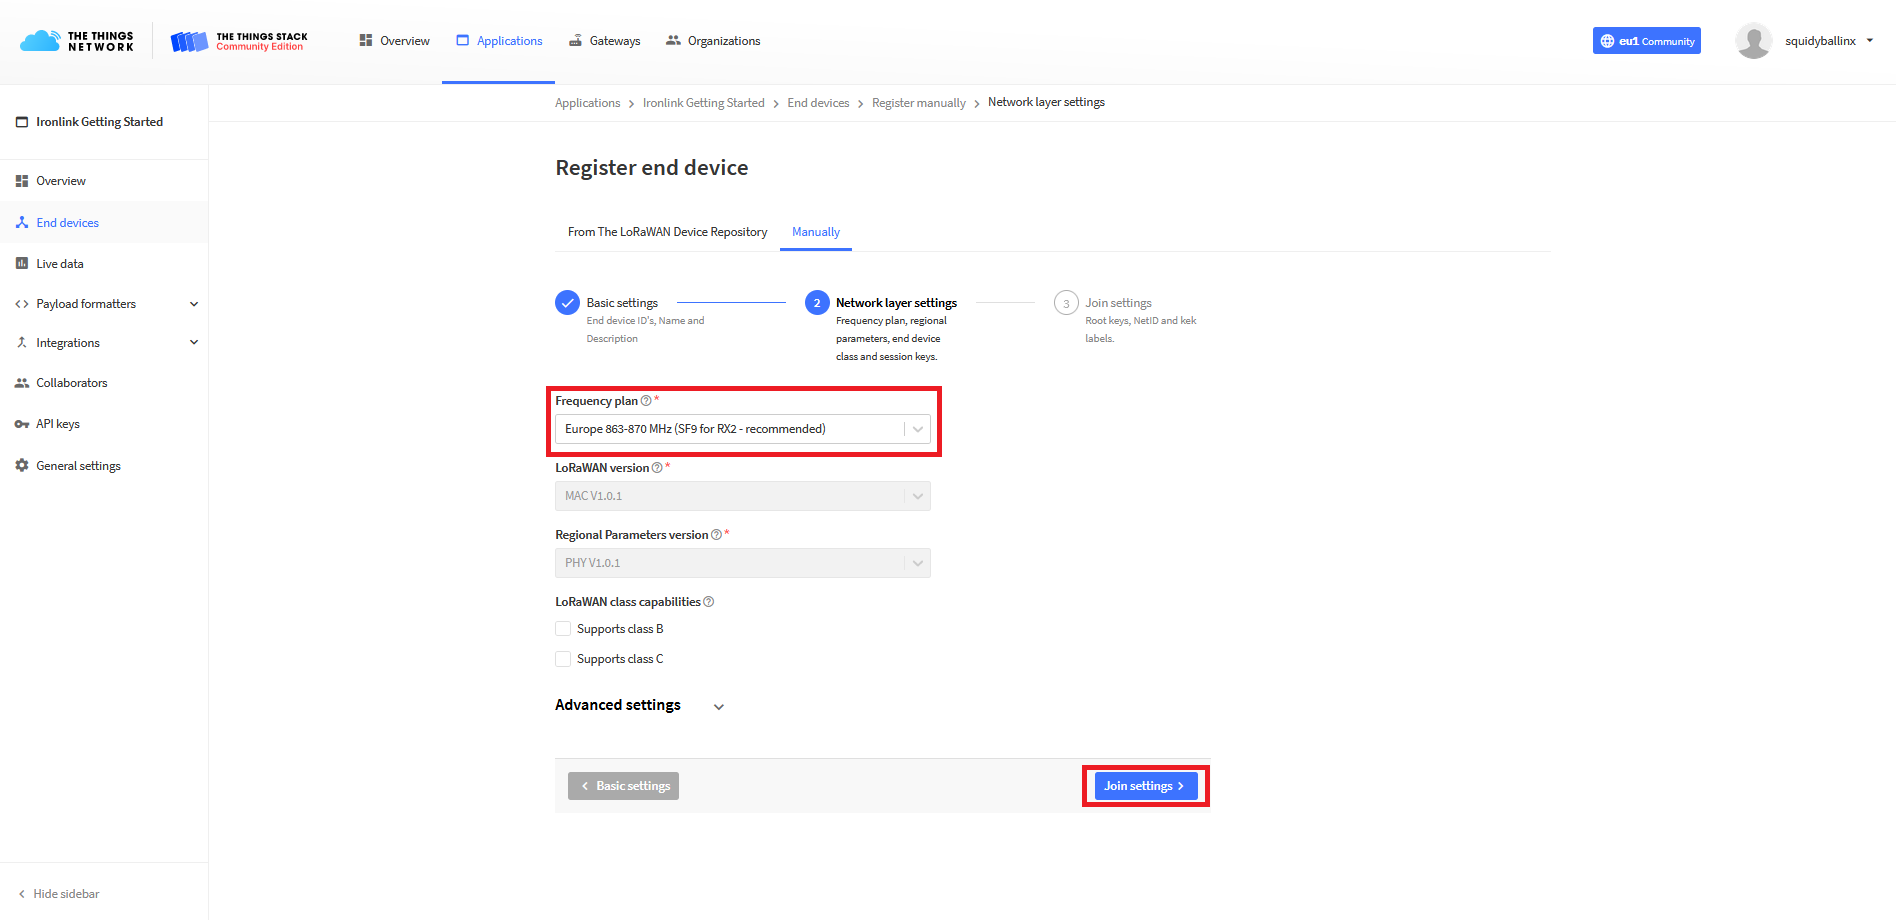 THE THINGS
NETWORK
THE THINGS STACK
Community Edition
Overview
Applications
Gateways
Organizations
eu1 Community
squidyballinx
Applications > Ironlink Getting Started > End devices > Register manually > Network layer settings
Ironlink Getting Started
Overview
End devices
Live data
Payload formatters
Integrations
Collaborators
API keys
General settings
Hide sidebar
Register end device
From The LoRaWAN Device Repository
Manually
Basic settings
End device ID's, Name and
Description
2
Network layer settings
Frequency plan, regional
parameters, end device
class and session keys.
3
Join settings
Root keys, NetID and kek
labels.
Frequency plan ? *
Europe 863-870 MHz (SF9 for RX2 - recommended)
LoRaWAN version ? *
MAC V1.0.1
Regional Parameters version ? *
PHY V1.0.1
LoRaWAN class capabilities ?
Supports class B
Supports class C
Advanced settings
< Basic settings
Join settings >